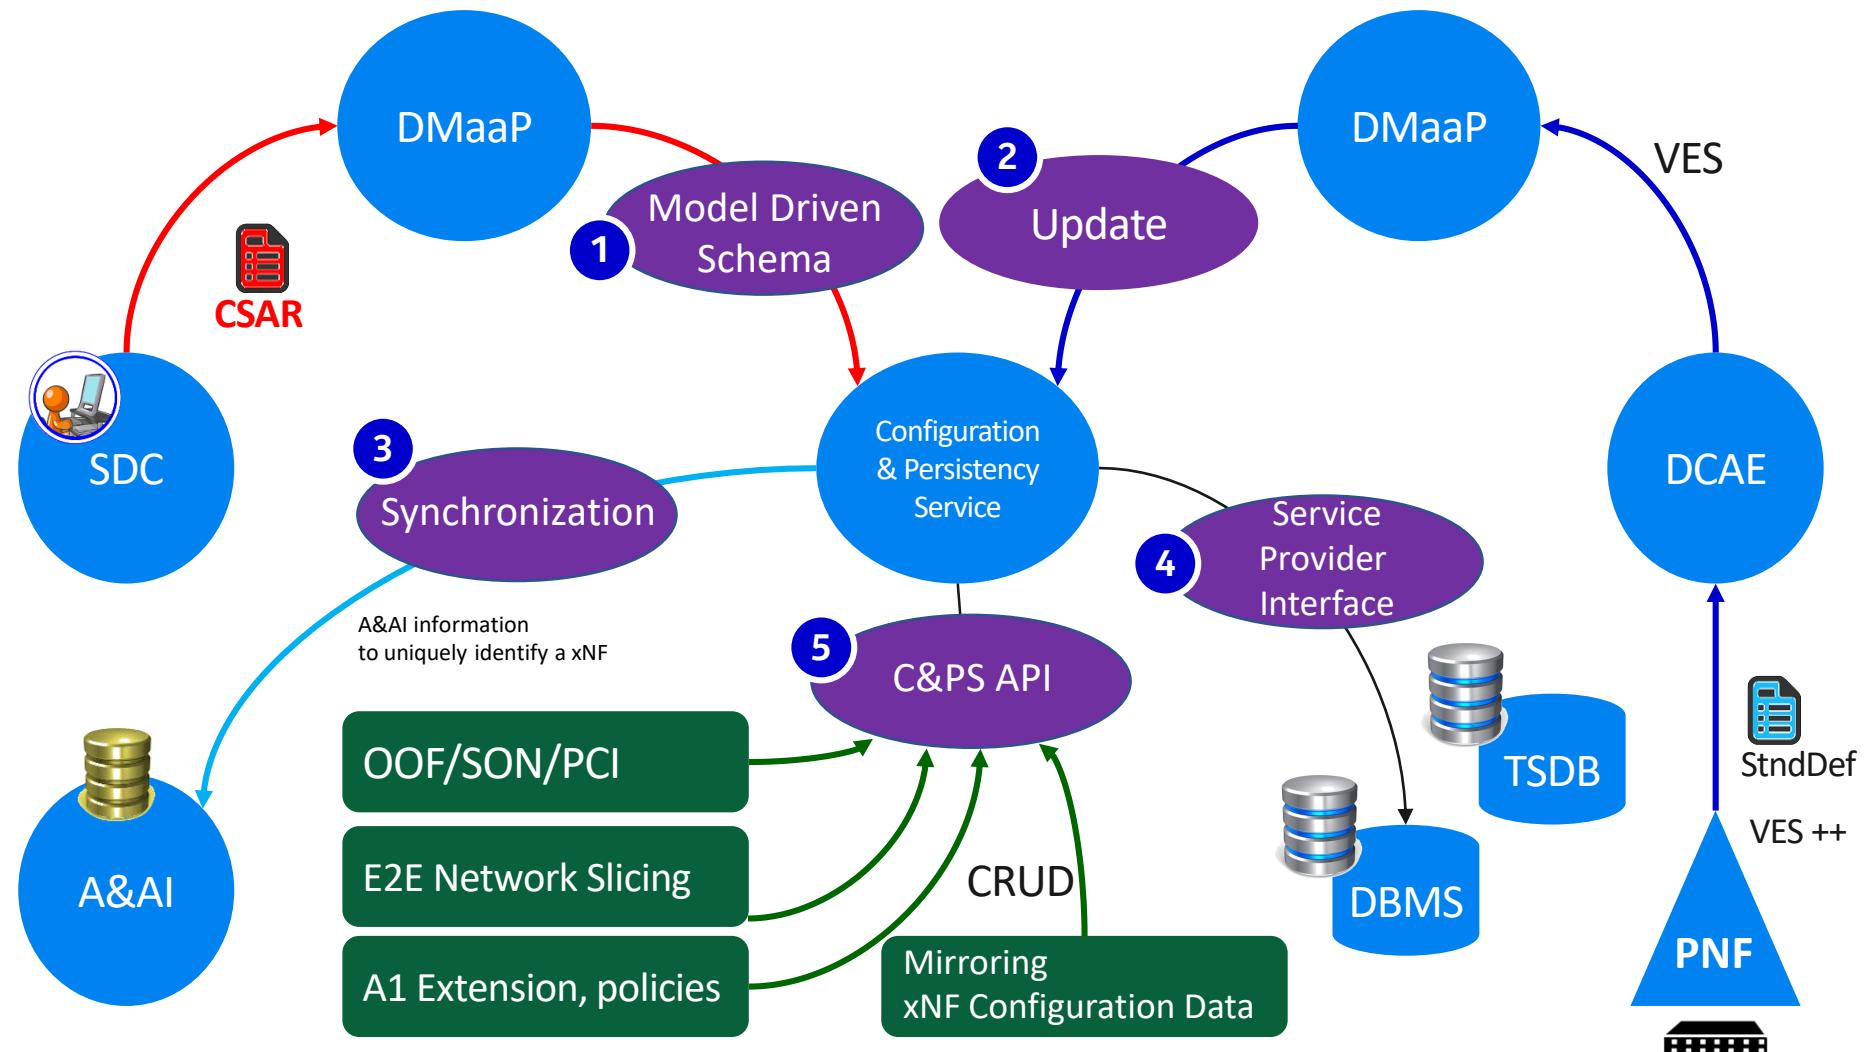 DMaaP
DMaaP
VES
2
Model Driven
Schema
Update
1
CSAR
3
Configuration
& Persistency
Service
SDC
DCAE
Synchronization
Service
Provider
Interface
4
A&AI information
to uniquely identify a xNF
5
C&PS API
OOF/SON/PCI
TSDB
StndDef
VES ++
E2E Network Slicing
CRUD
A&AI
DBMS
PNF
A1 Extension, policies
Mirroring
xNF Configuration Data